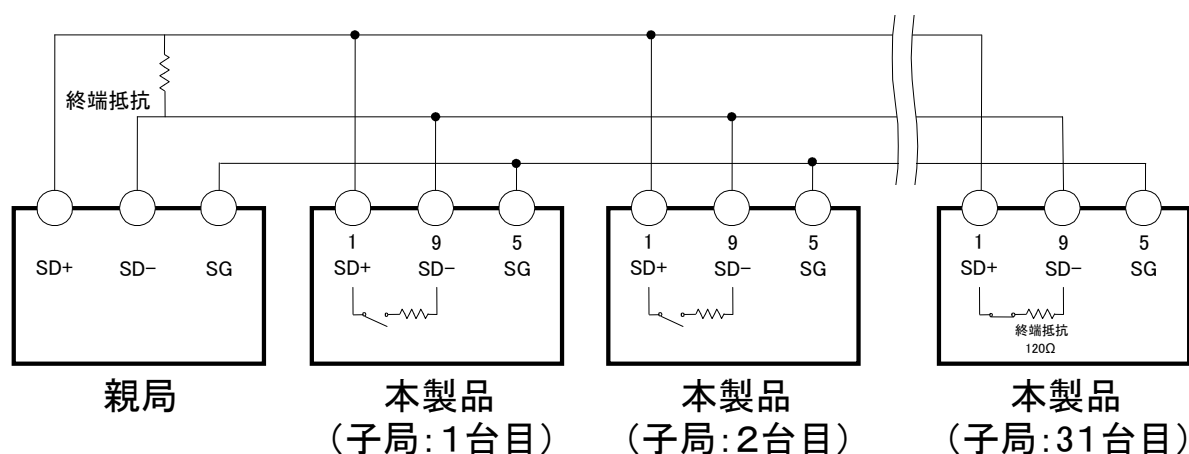 終端抵抗
SD+ SD- SG
1 9 5
SD+ SD- SG
1 9 5
SD+ SD- SG
1 9 5
SD+ SD- SG
終端抵抗
120Ω
親局
本製品
(子局:1台目)
本製品
(子局:2台目)
本製品
(子局:31台目)